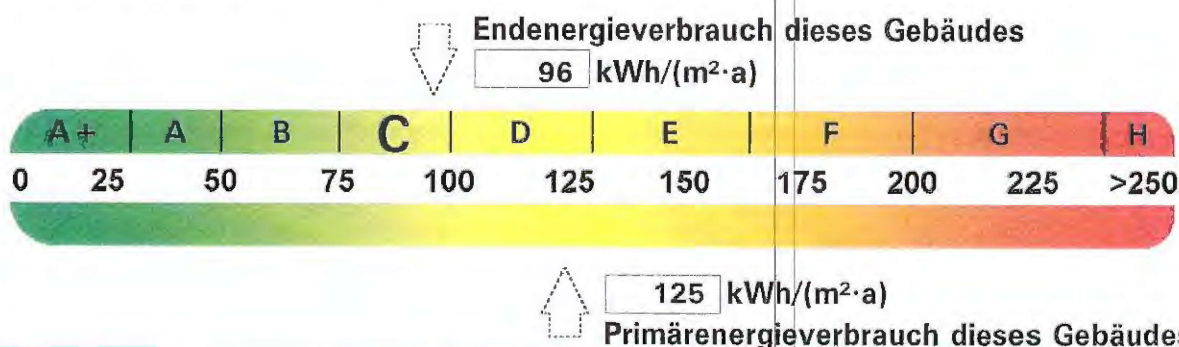 Endenergieverbrauch dieses Gebäudes
96 kWh/(m²·a)
A+ A B C D E F G H
0 25 50 75 100 125 150 175 200 225 >250
125 kWh/(m²·a)
Primärenergieverbrauch dieses Gebäudes